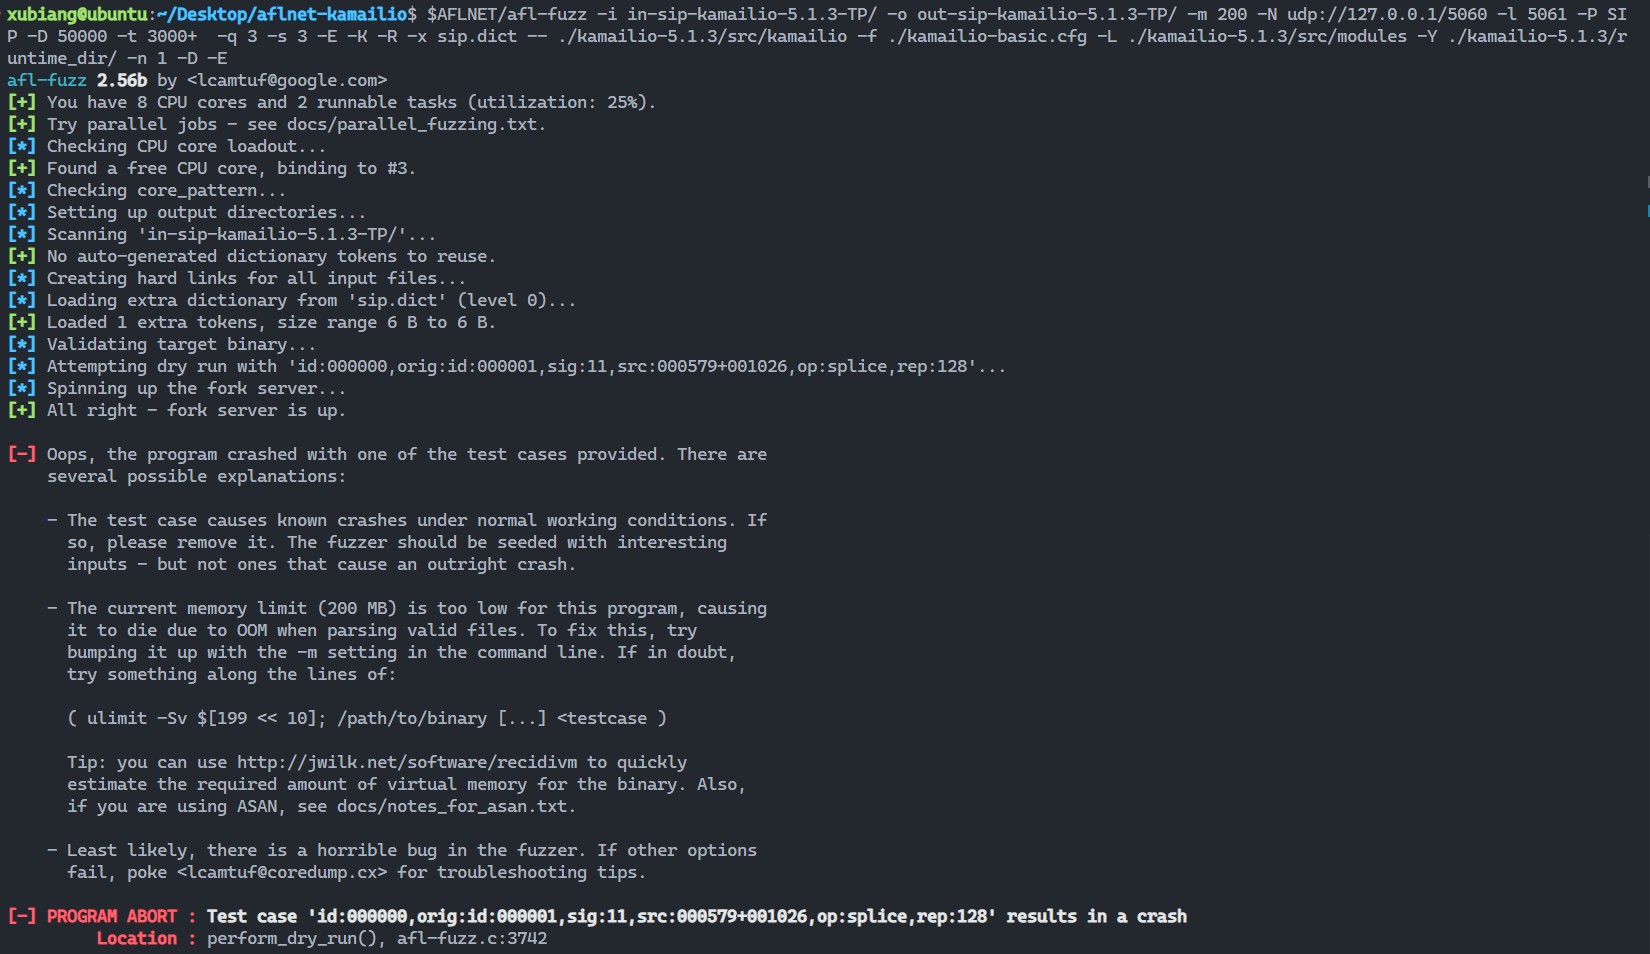 xubiang@ubuntu:~/Desktop/aflnet-kamailio$ $AFLNET/afl-fuzz -i in-sip-kamailio-5.1.3-TP/ -o out-sip-kamailio-5.1.3-TP/ -m 200 -N udp://127.0.0.1/5060 -l 5061 -P SI
P -D 50000 -t 3000+  -q 3 -s 3 -E -K -R -x sip.dict -- ./kamailio-5.1.3/src/kamailio -f ./kamailio-basic.cfg -L ./kamailio-5.1.3/src/modules -Y ./kamailio-5.1.3/r
untime_dir/ -n 1 -D -E
afl-fuzz 2.56b by <lcamtuf@google.com>
[+] You have 8 CPU cores and 2 runnable tasks (utilization: 25%).
[+] Try parallel jobs - see docs/parallel_fuzzing.txt.
[*] Checking CPU core loadout...
[+] Found a free CPU core, binding to #3.
[*] Checking core_pattern...
[*] Setting up output directories...
[*] Scanning 'in-sip-kamailio-5.1.3-TP/'...
[+] No auto-generated dictionary tokens to reuse.
[*] Creating hard links for all input files...
[*] Loading extra dictionary from 'sip.dict' (level 0)...
[+] Loaded 1 extra tokens, size range 6 B to 6 B.
[*] Validating target binary...
[*] Attempting dry run with 'id:000000,orig:id:000001,sig:11,src:000579+001026,op:splice,rep:128'...
[*] Spinning up the fork server...
[+] All right - fork server is up.
[-] Oops, the program crashed with one of the test cases provided. There are
several possible explanations:
- The test case causes known crashes under normal working conditions. If
so, please remove it. The fuzzer should be seeded with interesting
inputs - but not ones that cause an outright crash.
- The current memory limit (200 MB) is too low for this program, causing
it to die due to OOM when parsing valid files. To fix this, try
bumping it up with the -m setting in the command line. If in doubt,
try something along the lines of:
( ulimit -Sv $[199 << 10]; /path/to/binary [...] <testcase )
Tip: you can use http://jwilk.net/software/recidivm to quickly
estimate the required amount of virtual memory for the binary. Also,
if you are using ASAN, see docs/notes_for_asan.txt.
- Least likely, there is a horrible bug in the fuzzer. If other options
fail, poke <lcamtuf@coredump.cx> for troubleshooting tips.
[-] PROGRAM ABORT : Test case 'id:000000,orig:id:000001,sig:11,src:000579+001026,op:splice,rep:128' results in a crash
Location : perform_dry_run(), afl-fuzz.c:3742